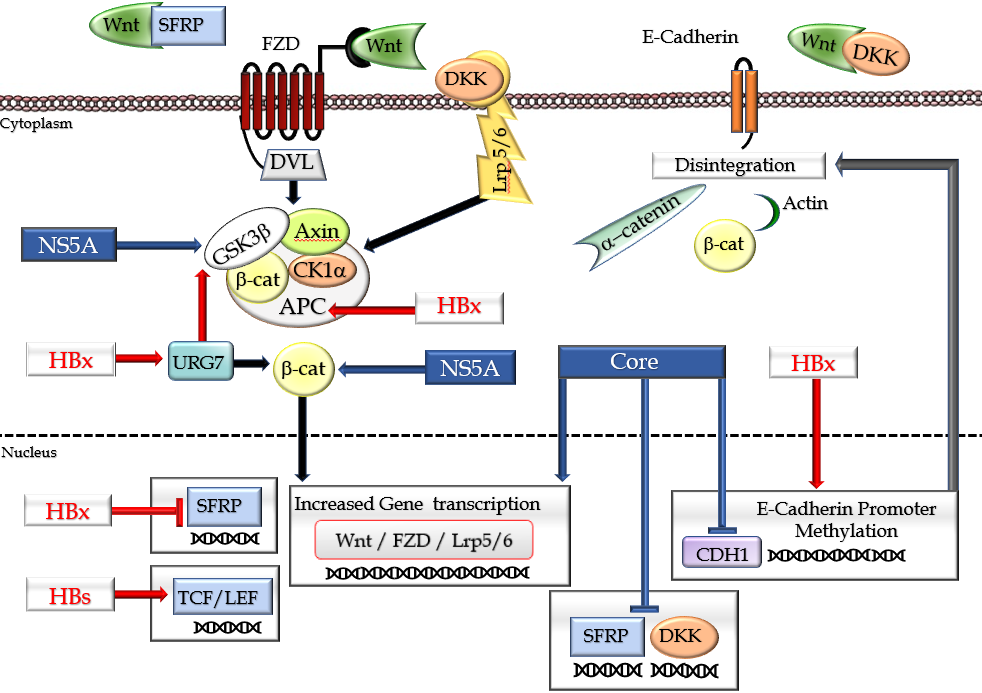 Wnt
SFRP
FZD
Wnt
E-Cadherin
Wnt
DKK
DKK
Cytoplasm
Lrp 5/6
DVL
Disintegration
α–catenin
Actin
β-cat
NS5A
GSK3β
Axin
β-cat
CK1α
APC
HBx
HBx
URG7
β-cat
NS5A
Core
HBx
Nucleus
HBx
SFRP
Increased Gene transcription
Wnt / FZD / Lrp5/6
E-Cadherin Promoter
Methylation
CDH1
HBs
TCF/LEF
SFRP
DKK